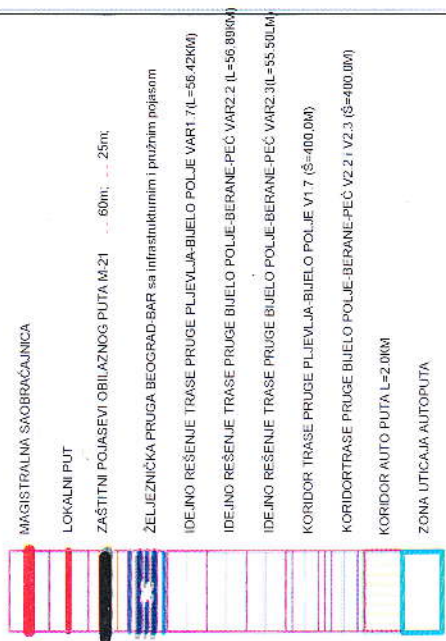 MAGISTRALNA SAOBRAĆAJNICA
LOKALNI PUT
ZAŠTITNI POJASEVI OBILAZNOG PUTA M-21 .. 60m; .. 25m;
ŽELJEZNIČKA PRUGA BEOGRAD-BAR sa infrastrukturnim i pružnim pojasom
IDEJNO REŠENJE TRASE PRUGE PLJEVLJA-BIJELO POLJE VAR1.7(L=56.42KM)
IDEJNO REŠENJE TRASE PRUGE BIJELO POLJE-BERANE-PEĆ VAR2.2 (L=56.89KM)
IDEJNO REŠENJE TRASE PRUGE BIJELO POLJE-BERANE-PEĆ VAR2.3(L=55.50LM)
KORIDOR TRASE PRUGE PLJEVLJA-BIJELO POLJE V1.7 (Š=400,0M)
KORIDORTRASE PRUGE BIJELO POLJE-BERANE-PEĆ V2.2 i V2.3 (Š=400.0M)
KORIDOR AUTO PUTA L=2.0KM
ZONA UTICAJA AUTOPUTA